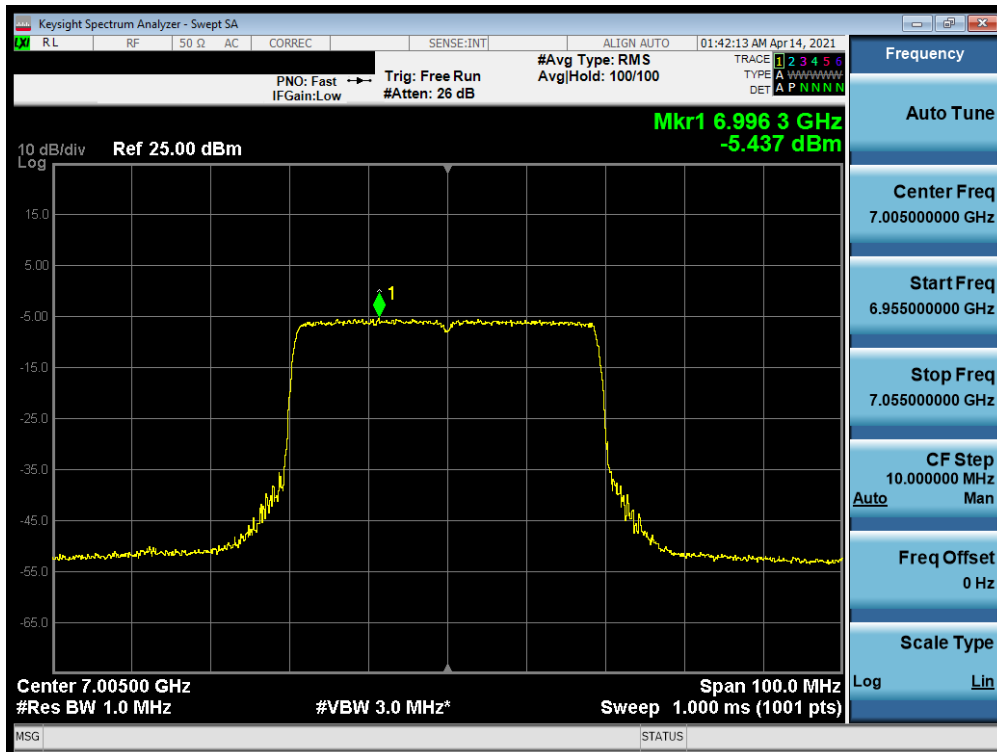 Keysight Spectrum Analyzer - Swept SA
LXI RL RF 50 Ω AC CORREC SENSE:INT ALIGN AUTO 01:42:13 AM Apr 14, 2021
PNO: Fast
IFGain:Low
Trig: Free Run
#Atten: 26 dB
#Avg Type: RMS
Avg|Hold: 100/100
TRACE 1 2 3 4 5 6
TYPE A WWWWW
DET A P N N N N
Mkr1 6.996 3 GHz
-5.437 dBm
10 dB/div Ref 25.00 dBm
Log
15.0
5.00
-5.00
-15.0
-25.0
-35.0
-45.0
-55.0
-65.0
1
Center 7.00500 GHz Span 100.0 MHz
#Res BW 1.0 MHz #VBW 3.0 MHz* Sweep 1.000 ms (1001 pts)
MSG STATUS
Frequency
Auto Tune
Center Freq
7.005000000 GHz
Start Freq
6.955000000 GHz
Stop Freq
7.055000000 GHz
CF Step
10.000000 MHz
Auto Man
Freq Offset
0 Hz
Scale Type
Log Lin